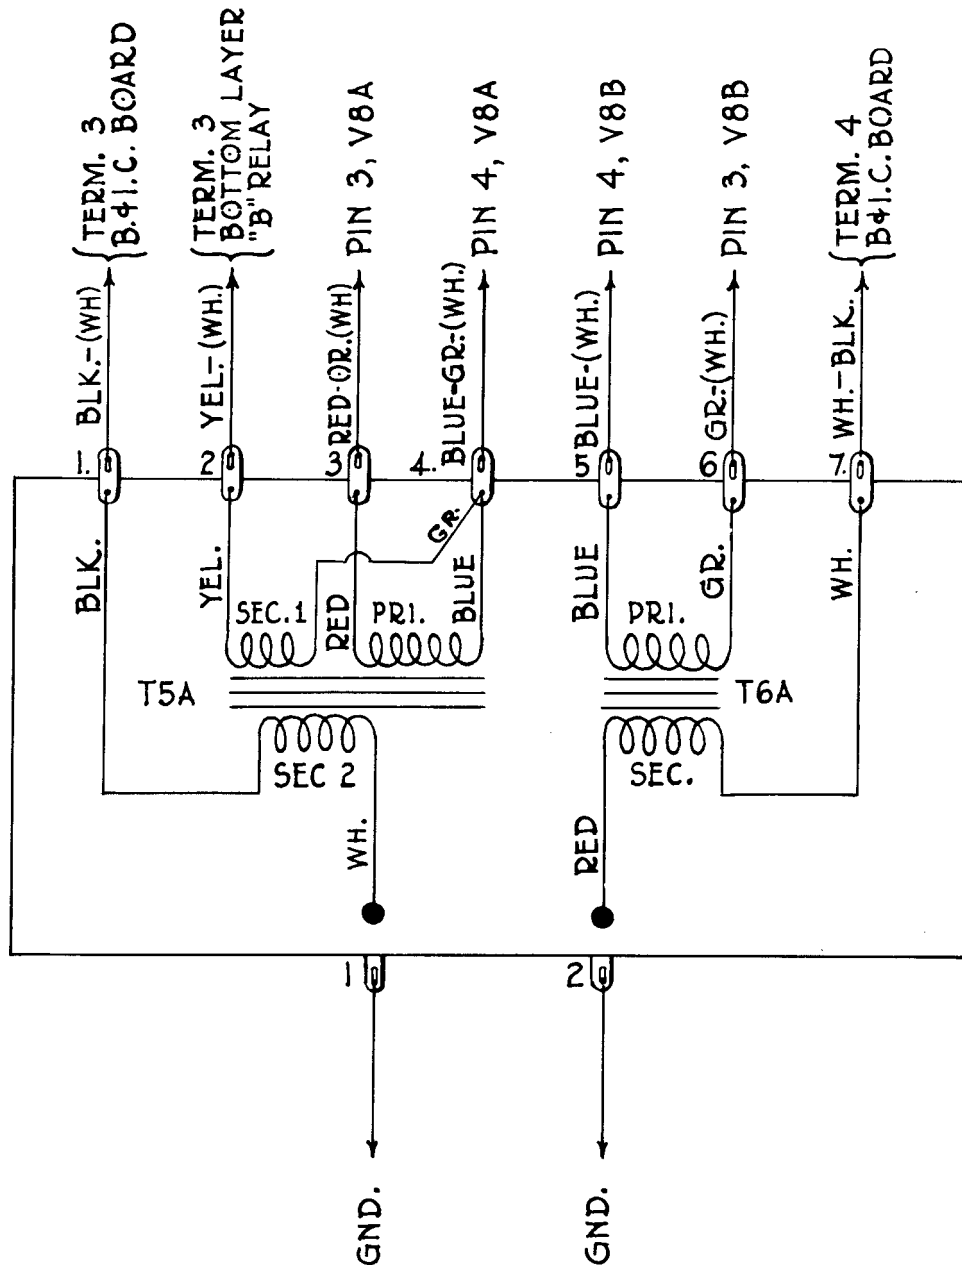 TERM. 3
B.&I.C. BOARD
TERM. 3
BOTTOM LAYER
"B" RELAY
PIN 3, V8A
PIN 4, V8A
PIN 4, V8B
PIN 3, V8B
TERM. 4
B&I.C. BOARD
BLK.-(WH)
YEL.-(WH.)
RED-OR.(WH)
BLUE-GR-(WH.)
BLUE-(WH.)
GR.-(WH.)
WH.-BLK.
1.
2
3
4.
5
6
7.
BLK.
YEL.
RED
GR.
BLUE
BLUE
GR.
WH.
SEC.1
PRI.
PRI.
T5A
T6A
SEC 2
SEC.
WH.
RED
1
2
GND.
GND.